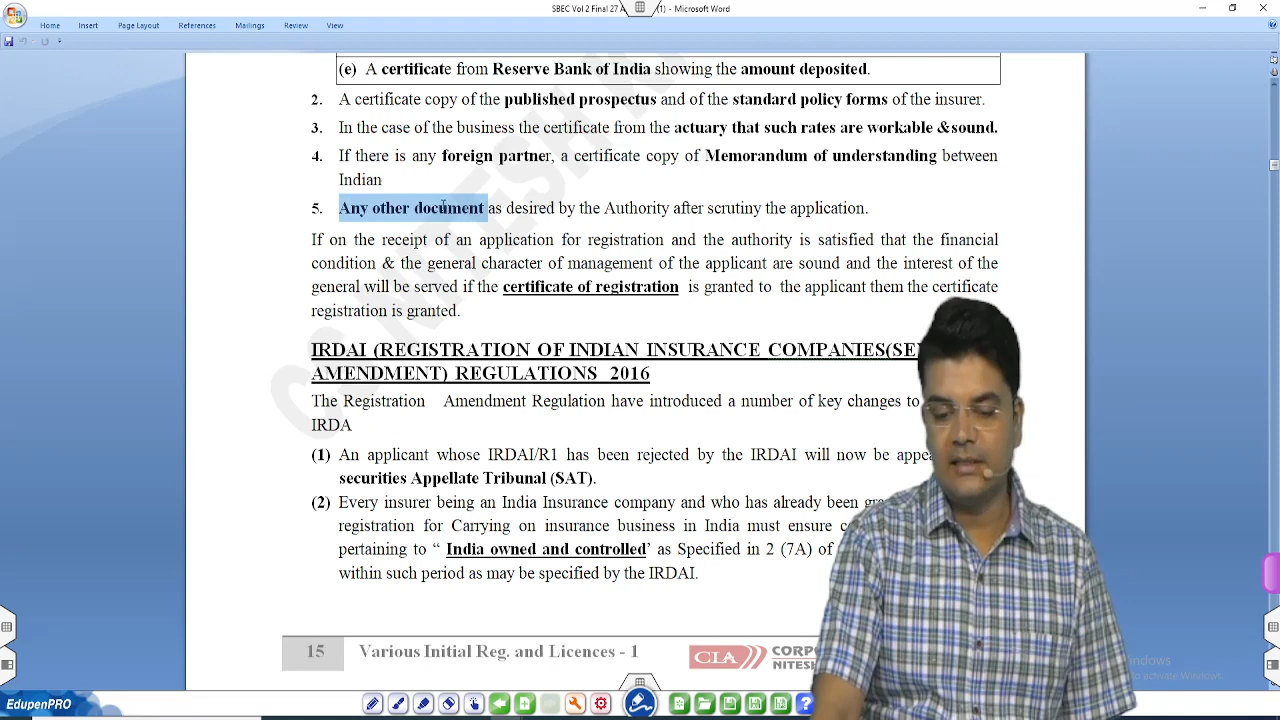 SBEC Vol 2 Final 27 A (1) - Microsoft Word
Home Insert Page Layout References Mailings Review View
(e) A certificate from Reserve Bank of India showing the amount deposited.
2. A certificate copy of the published prospectus and of the standard policy forms of the insurer.
3. In the case of the business the certificate from the actuary that such rates are workable &sound.
4. If there is any foreign partner, a certificate copy of Memorandum of understanding between
Indian
5. Any other document as desired by the Authority after scrutiny the application.
If on the receipt of an application for registration and the authority is satisfied that the financial
condition & the general character of management of the applicant are sound and the interest of the
general will be served if the certificate of registration is granted to the applicant them the certificate
registration is granted.
IRDAI (REGISTRATION OF INDIAN INSURANCE COMPANIES(SE
AMENDMENT) REGULATIONS 2016
The Registration Amendment Regulation have introduced a number of key changes to
IRDA
(1) An applicant whose IRDAI/R1 has been rejected by the IRDAI will now be appea
securities Appellate Tribunal (SAT).
(2) Every insurer being an India Insurance company and who has already been gra
registration for Carrying on insurance business in India must ensure c
pertaining to “ India owned and controlled’ as Specified in 2 (7A) of
within such period as may be specified by the IRDAI.
15 Various Initial Reg. and Licences - 1
CIA CORPO
NITESH
Windows
to activate Windows.
EdupenPRO